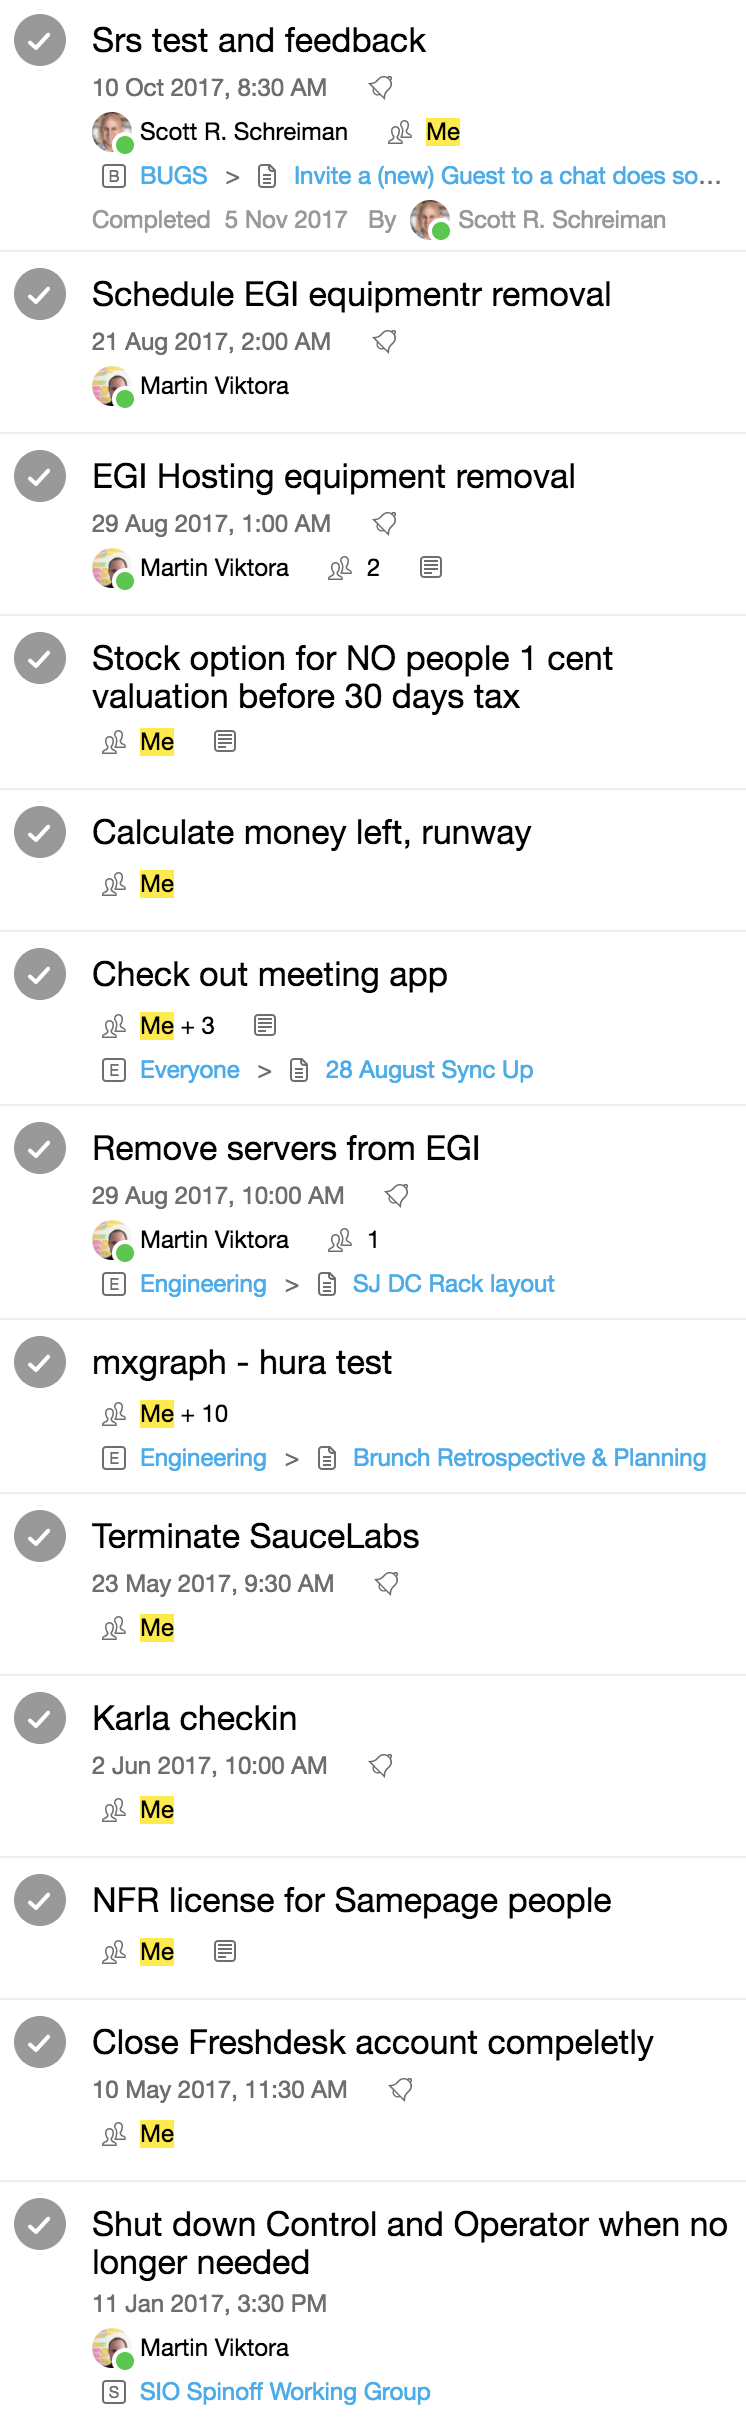 Srs test and feedback
10 Oct 2017, 8:30 AM
Scott R. Schreiman Me
B BUGS > Invite a (new) Guest to a chat does so...
Completed 5 Nov 2017 By Scott R. Schreiman
Schedule EGI equipmentr removal
21 Aug 2017, 2:00 AM
Martin Viktora
EGI Hosting equipment removal
29 Aug 2017, 1:00 AM
Martin Viktora 2
Stock option for NO people 1 cent
valuation before 30 days tax
Me
Calculate money left, runway
Me
Check out meeting app
Me + 3
E Everyone > 28 August Sync Up
Remove servers from EGI
29 Aug 2017, 10:00 AM
Martin Viktora 1
E Engineering > SJ DC Rack layout
mxgraph - hura test
Me + 10
E Engineering > Brunch Retrospective & Planning
Terminate SauceLabs
23 May 2017, 9:30 AM
Me
Karla checkin
2 Jun 2017, 10:00 AM
Me
NFR license for Samepage people
Me
Close Freshdesk account compeletly
10 May 2017, 11:30 AM
Me
Shut down Control and Operator when no
longer needed
11 Jan 2017, 3:30 PM
Martin Viktora
S SIO Spinoff Working Group